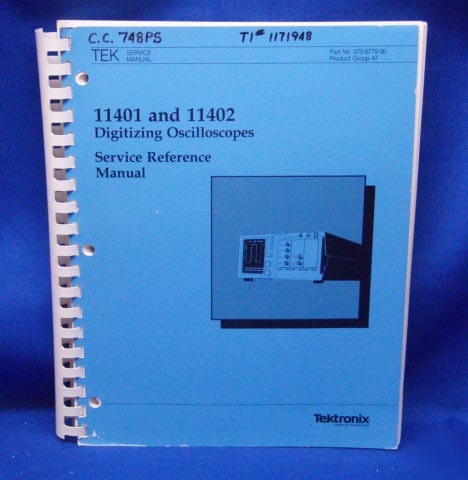 C.C. 748PS TI# 1171948
TEK SERVICE MANUAL
Part No. 070-6779-00
Product Group 47
11401 and 11402
Digitizing Oscilloscopes
Service Reference
Manual
Tektronix